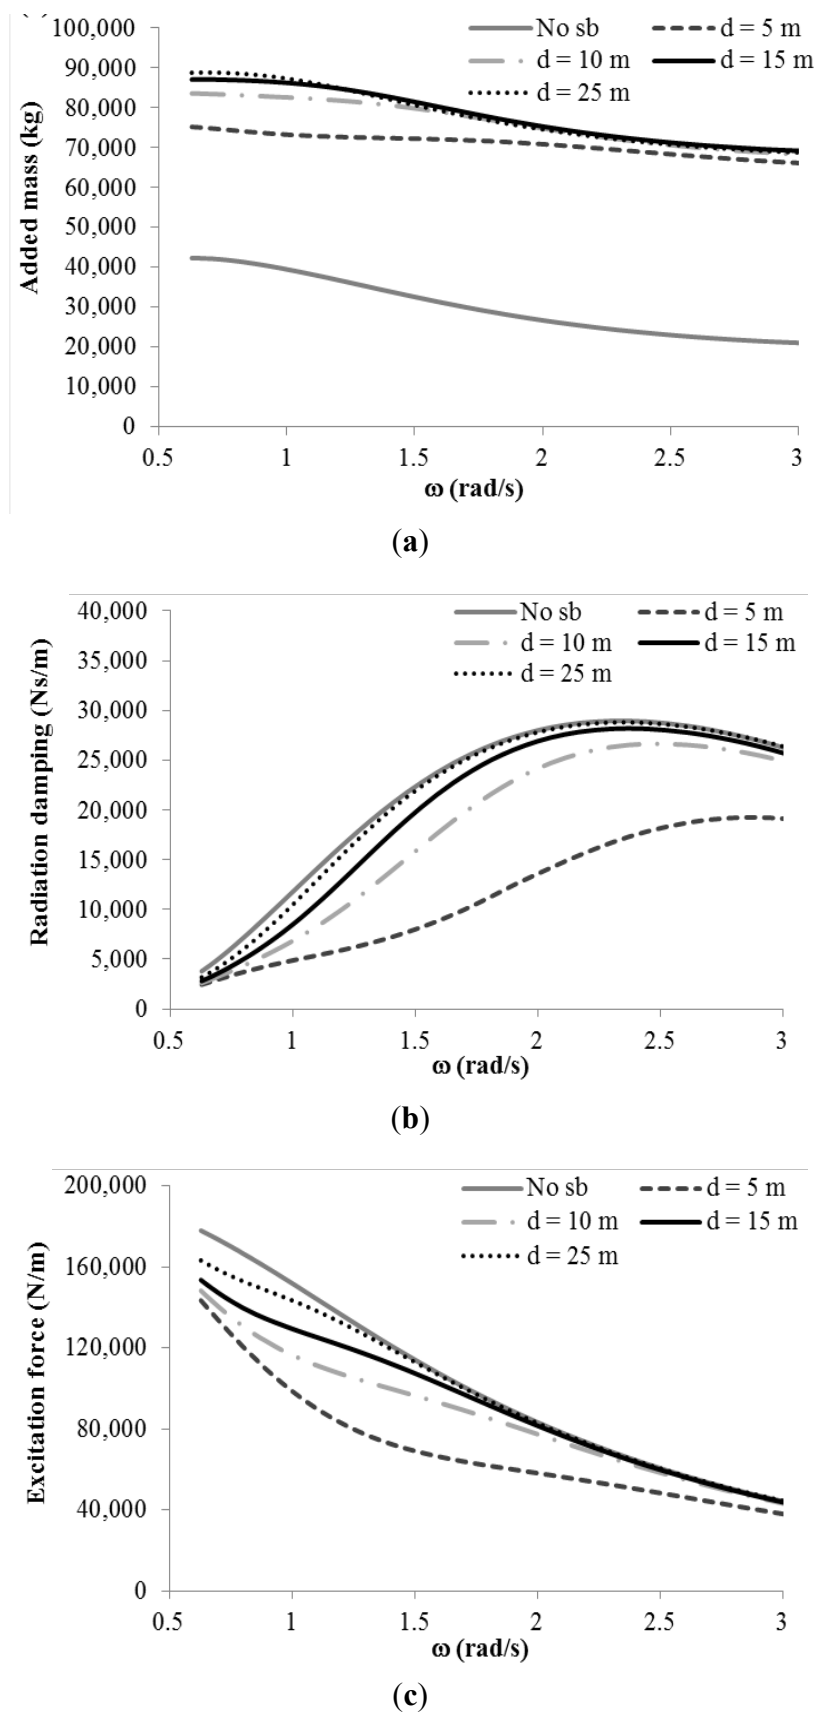 No sb d = 5 m
d = 10 m d = 15 m
d = 25 m
100,000
90,000
80,000
70,000
60,000
50,000
40,000
30,000
20,000
10,000
0
Added mass (kg)
0.5 1 1.5 2 2.5 3
ω (rad/s)
(a)
No sb d = 5 m
d = 10 m d = 15 m
d = 25 m
40,000
35,000
30,000
25,000
20,000
15,000
10,000
5,000
0
Radiation damping (Ns/m)
0.5 1 1.5 2 2.5 3
ω (rad/s)
(b)
No sb d = 5 m
d = 10 m d = 15 m
d = 25 m
200,000
160,000
120,000
80,000
40,000
0
Excitation force (N/m)
0.5 1 1.5 2 2.5 3
ω (rad/s)
(c)